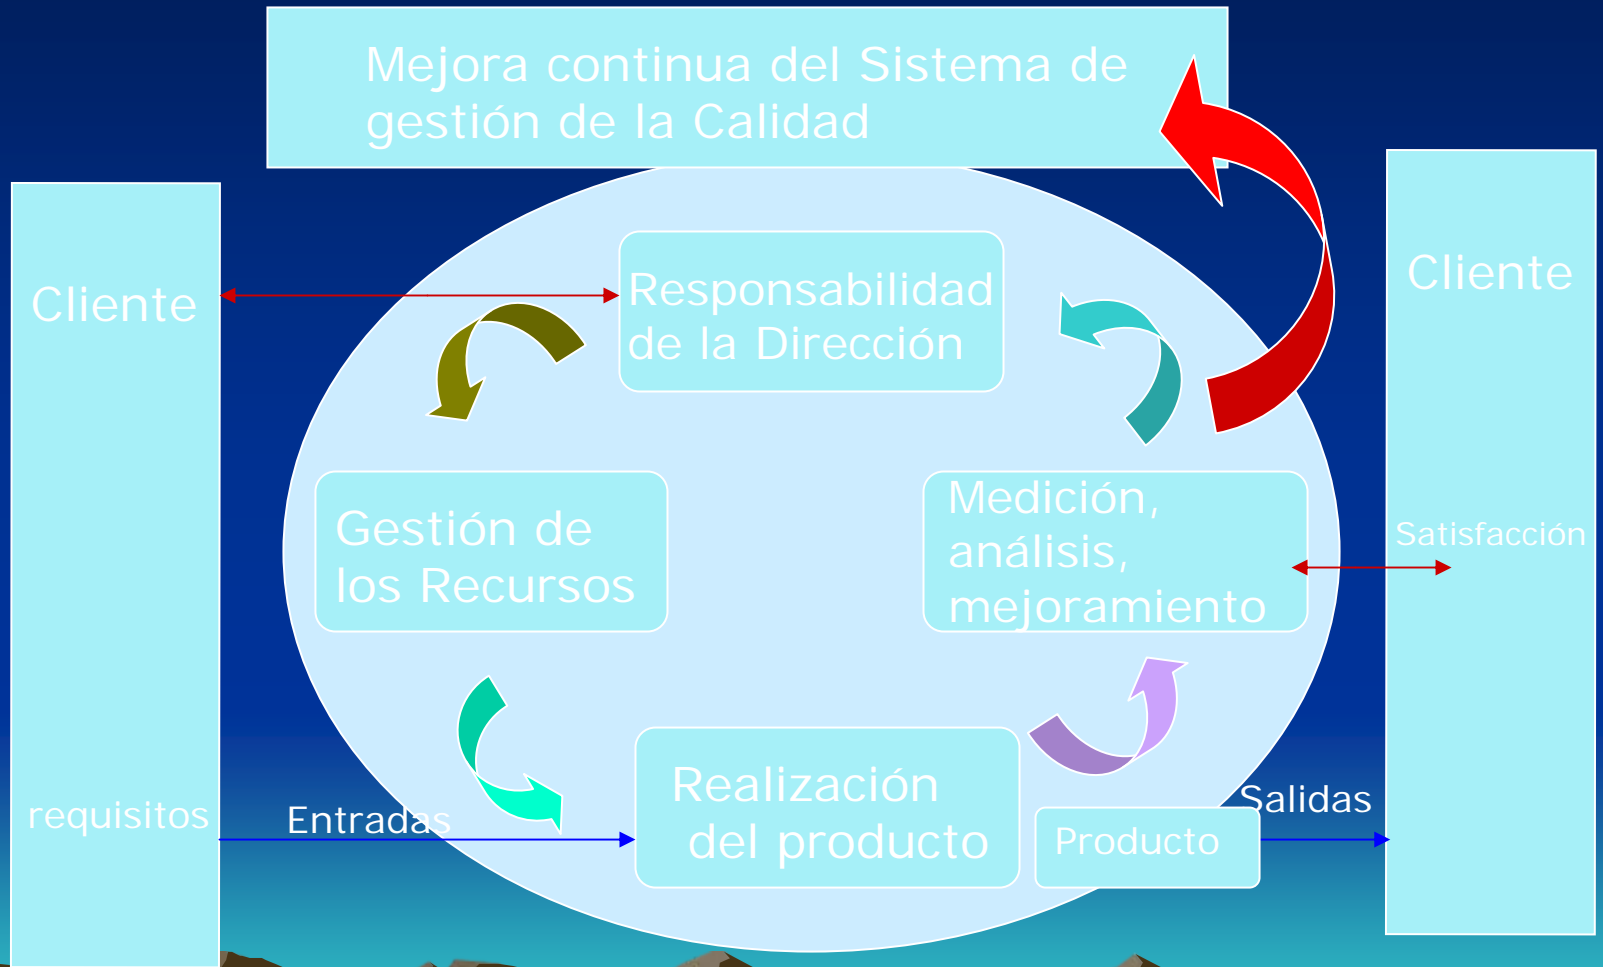 Mejora continua del Sistema de
gestión de la Calidad
Cliente
requisitos
Responsabilidad
de la Dirección
Gestión de
los Recursos
Medición,
análisis,
mejoramiento
Realización
del producto
Producto
Entradas
Salidas
Cliente
Satisfacción